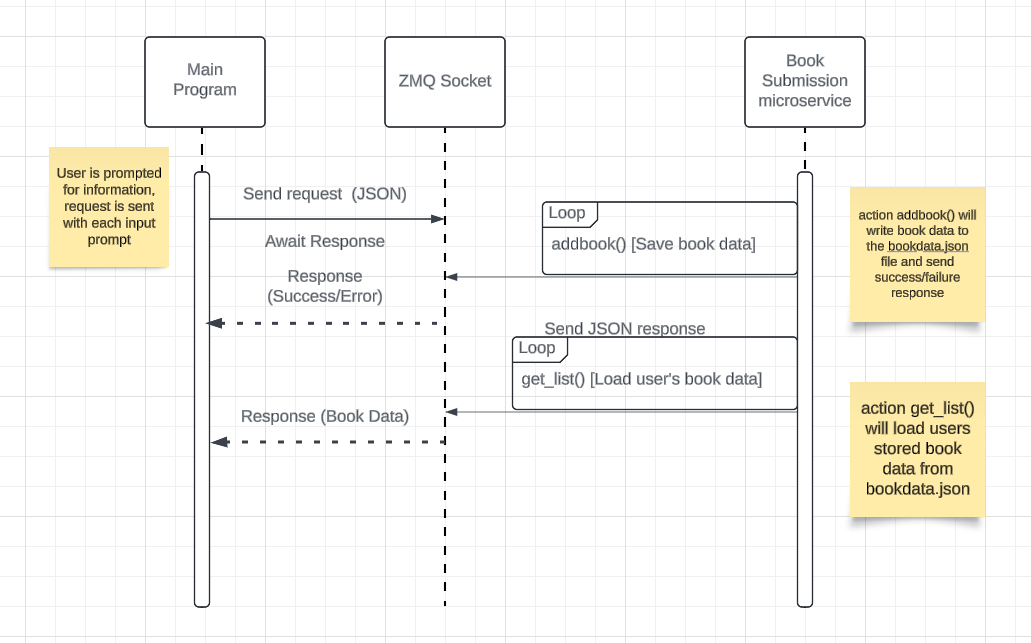 Main
Program
ZMQ Socket
Book
Submission
microservice
User is prompted
for information,
request is sent
with each input
prompt
Send request  (JSON)
Await Response
Response
(Success/Error)
Loop
addbook() [Save book data]
action addbook() will
write book data to
the bookdata.json
file and send
success/failure
response
Send JSON response
Loop
get_list() [Load user's book data]
Response (Book Data)
action get_list()
will load users
stored book
data from
bookdata.json